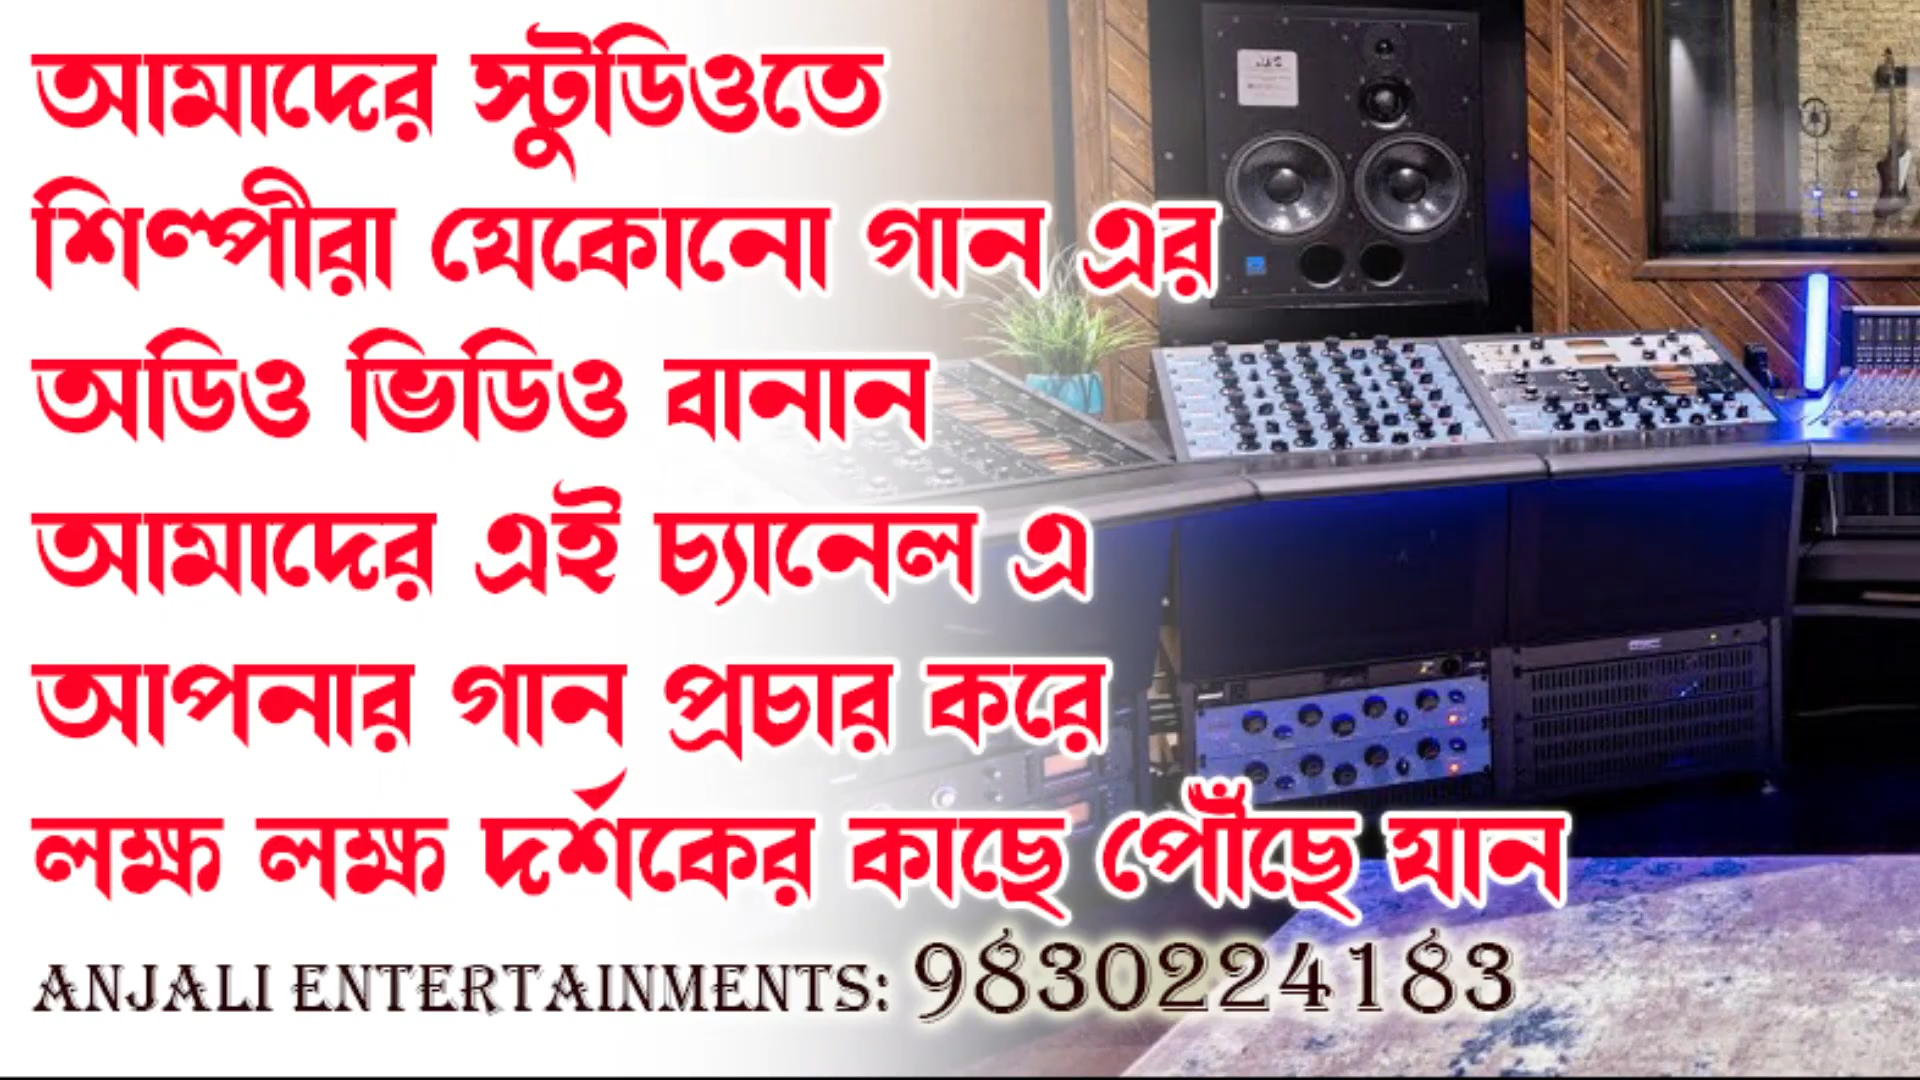 আমাদের স্টুডিওতে
শিল্পীরা যেকোনো গান এর
অডিও ভিডিও বানান
আমাদের এই চ্যানেল এ
আপনার গান প্রচার করে
লক্ষ লক্ষ দর্শকের কাছে পৌঁছে যান
ANJALI ENTERTAINMENTS: 9830224183